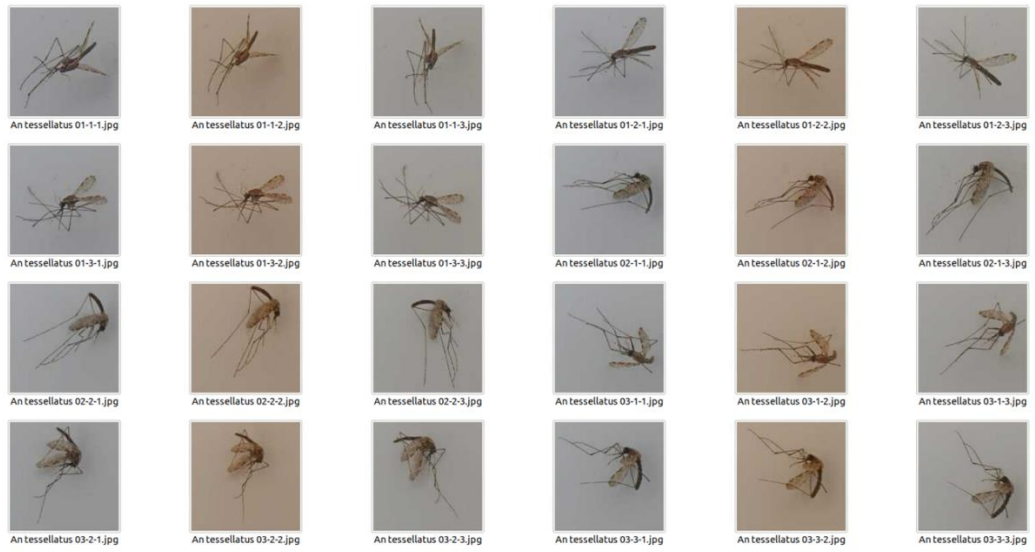 An tessellatus 01-1-1.jpg
An tessellatus 01-1-2.jpg
An tessellatus 01-1-3.jpg
An tessellatus 01-2-1.jpg
An tessellatus 01-2-2.jpg
An tessellatus 01-2-3.jpg
An tessellatus 01-3-1.jpg
An tessellatus 01-3-2.jpg
An tessellatus 01-3-3.jpg
An tessellatus 02-1-1.jpg
An tessellatus 02-1-2.jpg
An tessellatus 02-1-3.jpg
An tessellatus 02-2-1.jpg
An tessellatus 02-2-2.jpg
An tessellatus 02-2-3.jpg
An tessellatus 03-1-1.jpg
An tessellatus 03-1-2.jpg
An tessellatus 03-1-3.jpg
An tessellatus 03-2-1.jpg
An tessellatus 03-2-2.jpg
An tessellatus 03-2-3.jpg
An tessellatus 03-3-1.jpg
An tessellatus 03-3-2.jpg
An tessellatus 03-3-3.jpg